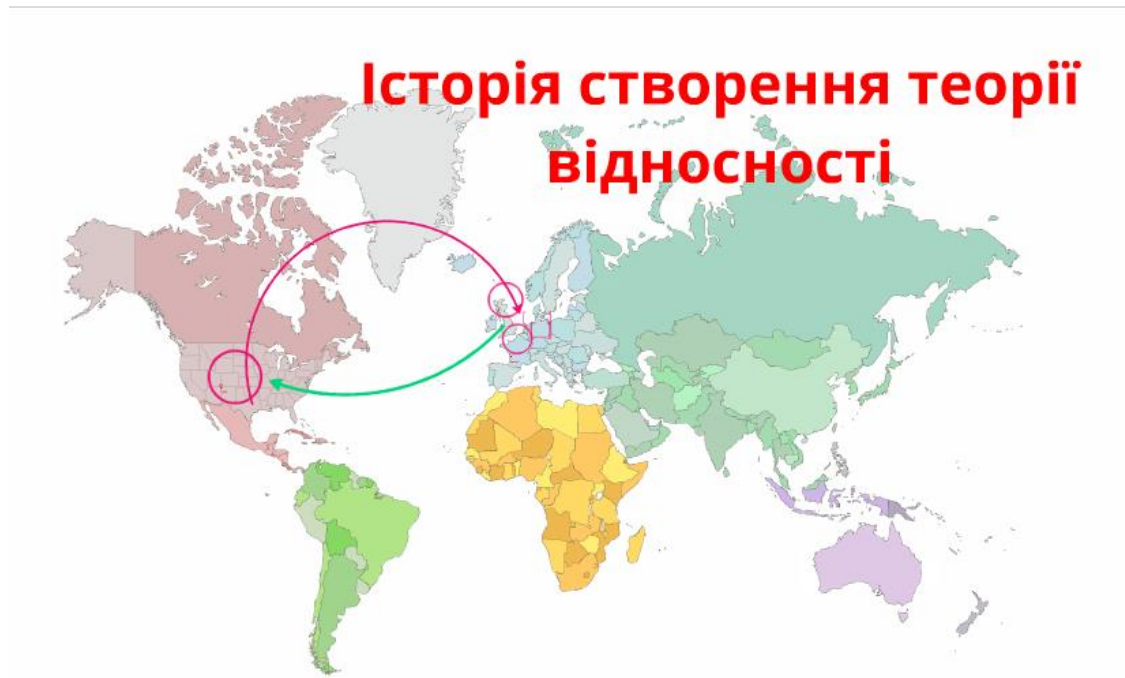 Історія створення теорії
відносності